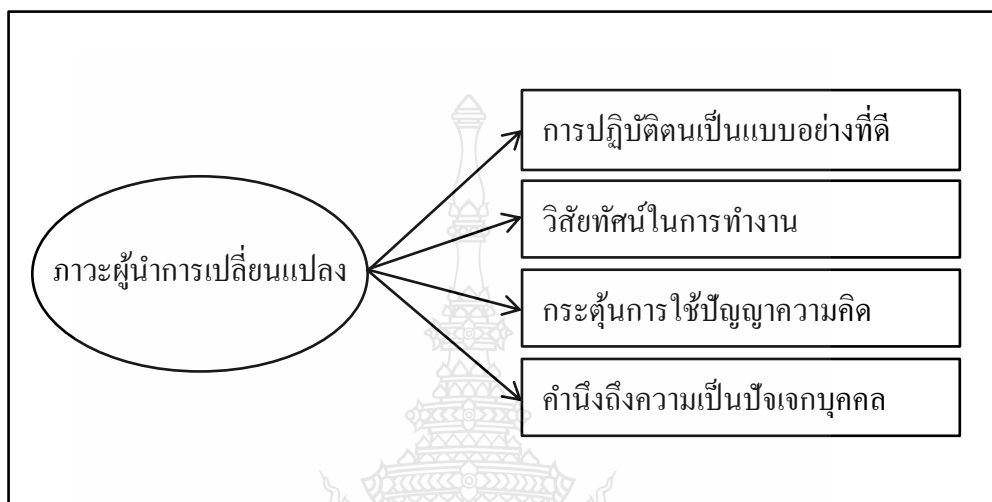 การปฏิบัติตนเป็นแบบอย่างที่ดี
วิสัยทัศน์ในการทำงาน
ภาวะผู้นำการเปลี่ยนแปลง
กระตุ้นการใช้ปัญญาความคิด
คำนึงถึงความเป็นปัจเจกบุคคล